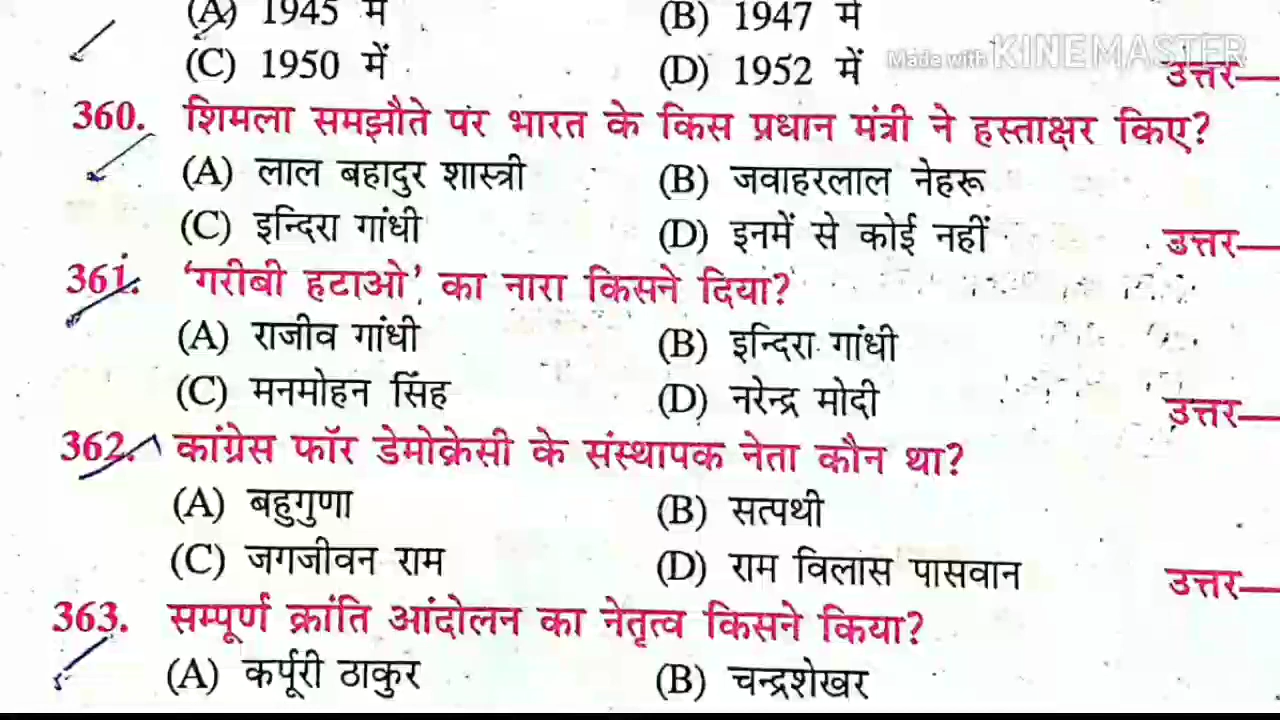 (A) 1945 में (B) 1947 में
(C) 1950 में (D) 1952 में Made with KINEMASTER उत्तर—
360. शिमला समझौते पर भारत के किस प्रधान मंत्री ने हस्ताक्षर किए?
(A) लाल बहादुर शास्त्री (B) जवाहरलाल नेहरू
(C) इन्दिरा गांधी (D) इनमें से कोई नहीं उत्तर—
361. 'गरीबी हटाओ' का नारा किसने दिया?
(A) राजीव गांधी (B) इन्दिरा गांधी
(C) मनमोहन सिंह (D) नरेन्द्र मोदी उत्तर—
362. कांग्रेस फॉर डेमोक्रेसी के संस्थापक नेता कौन था?
(A) बहुगुणा (B) सत्पथी
(C) जगजीवन राम (D) राम विलास पासवान उत्तर—
363. सम्पूर्ण क्रांति आंदोलन का नेतृत्व किसने किया?
(A) कर्पूरी ठाकुर (B) चन्द्रशेखर